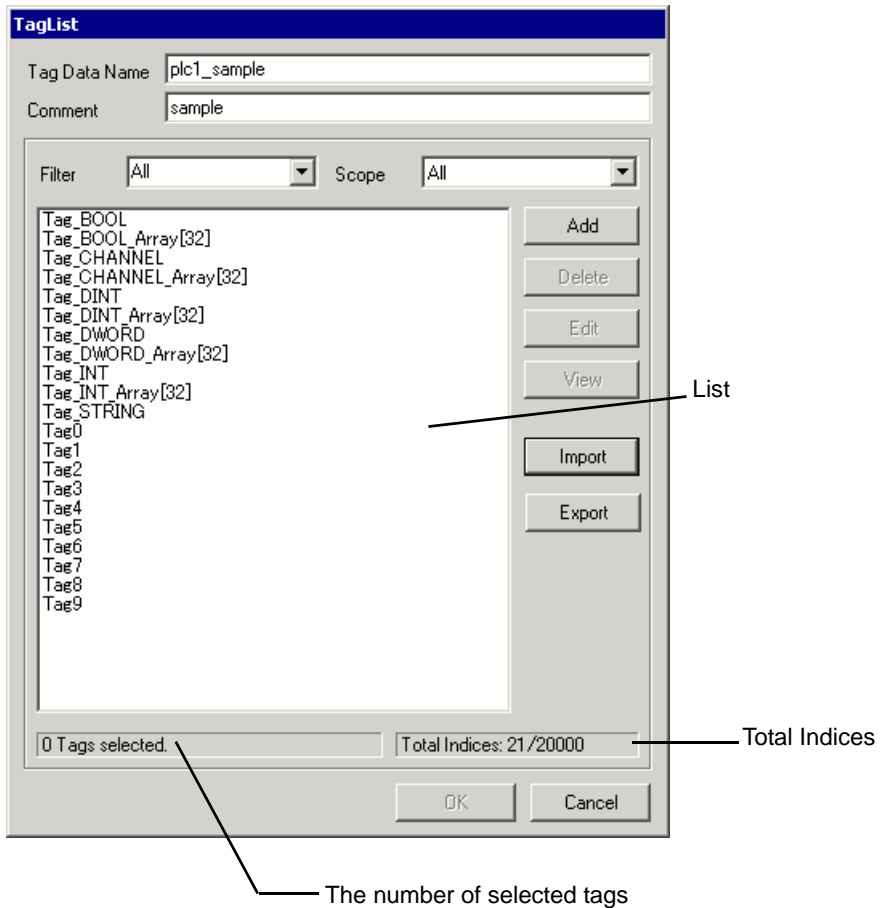 TagList
Tag Data Name plc1_sample
Comment sample
Filter All Scope All
Tag_BOOL
Tag_BOOL_Array[32]
Tag_CHANNEL
Tag_CHANNEL_Array[32]
Tag_DINT
Tag_DINT_Array[32]
Tag_DWORD
Tag_DWORD_Array[32]
Tag_INT
Tag_INT_Array[32]
Tag_STRING
Tag0
Tag1
Tag2
Tag3
Tag4
Tag5
Tag6
Tag7
Tag8
Tag9
Add
Delete
Edit
View
List
Import
Export
0 Tags selected. Total Indices: 21/20000 Total Indices
OK Cancel
The number of selected tags